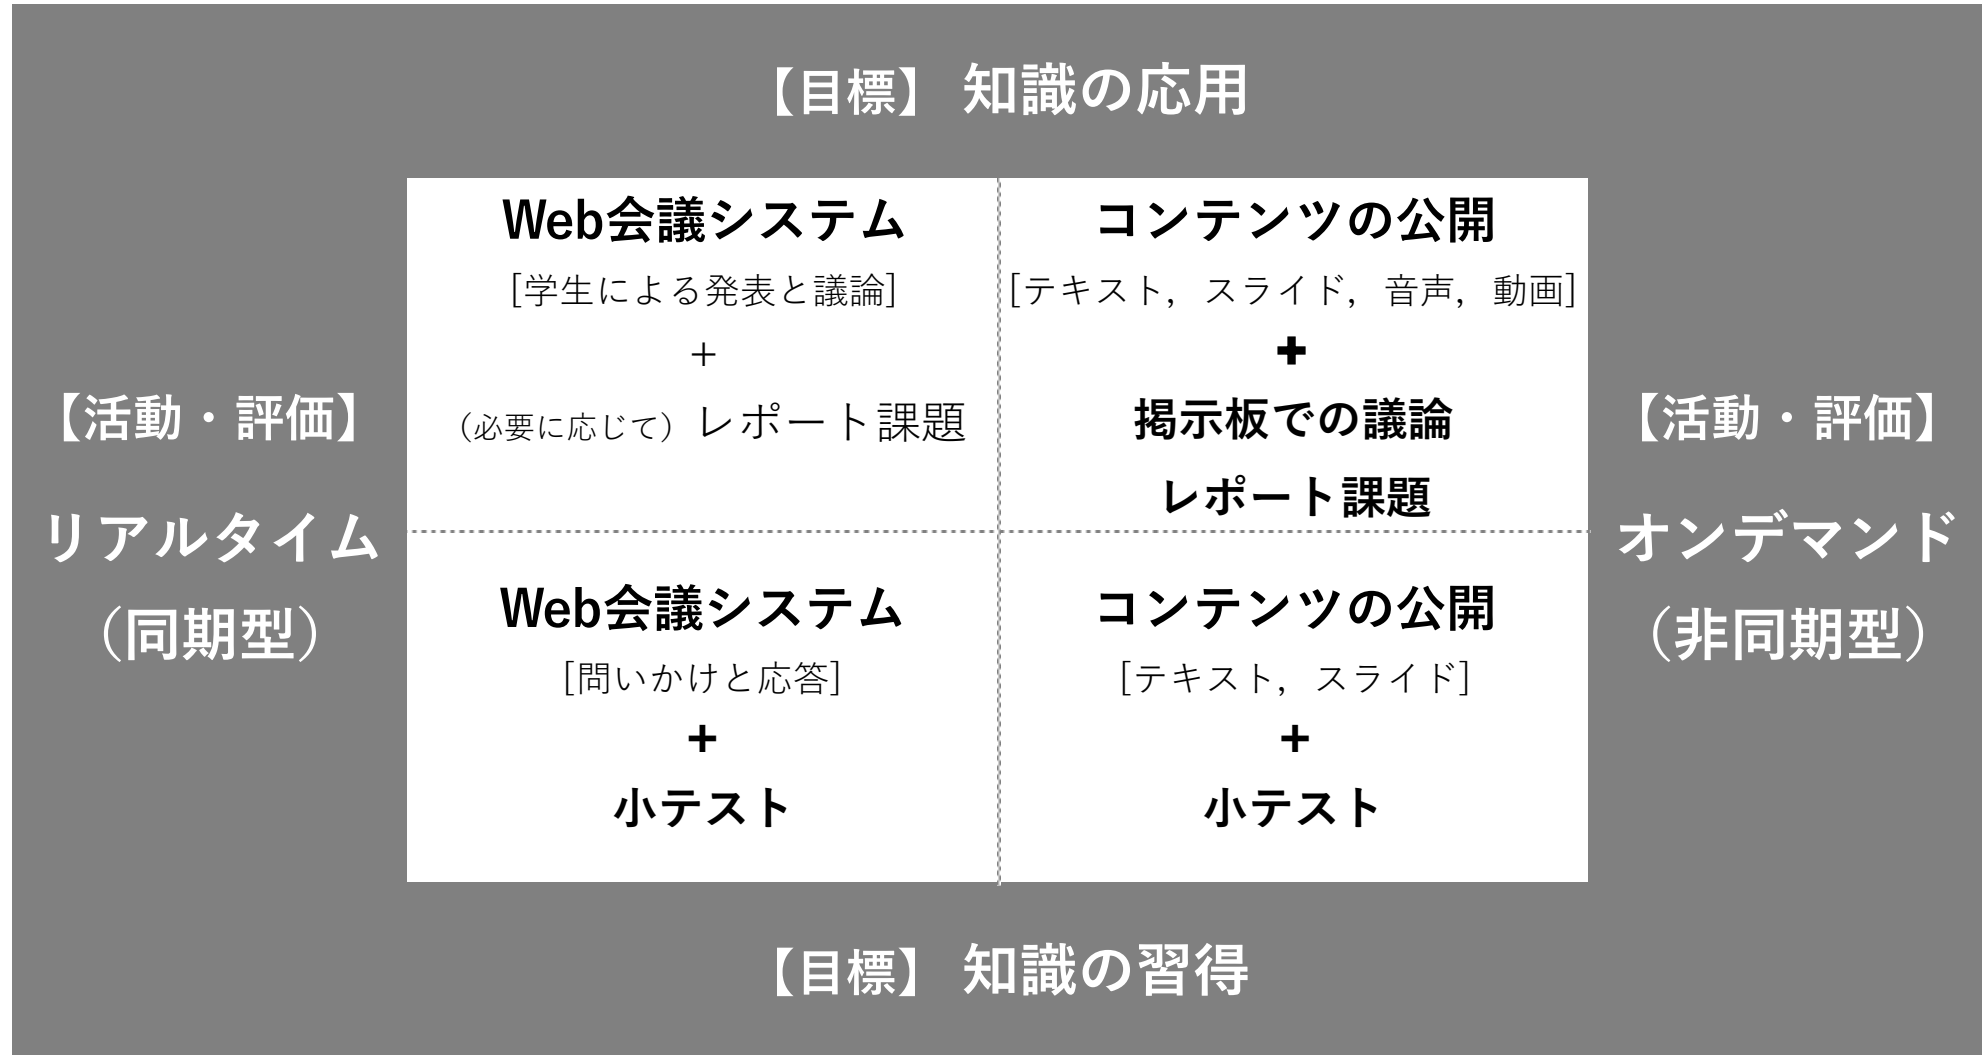 【目標】 知識の応用
Web会議システム
[学生による発表と議論]
+
（必要に応じて）レポート課題
コンテンツの公開
[テキスト，スライド，音声，動画]
+
掲示板での議論
レポート課題
【活動・評価】
リアルタイム
（同期型）
【活動・評価】
オンデマンド
（非同期型）
Web会議システム
[問いかけと応答]
+
小テスト
コンテンツの公開
[テキスト，スライド]
+
小テスト
【目標】 知識の習得